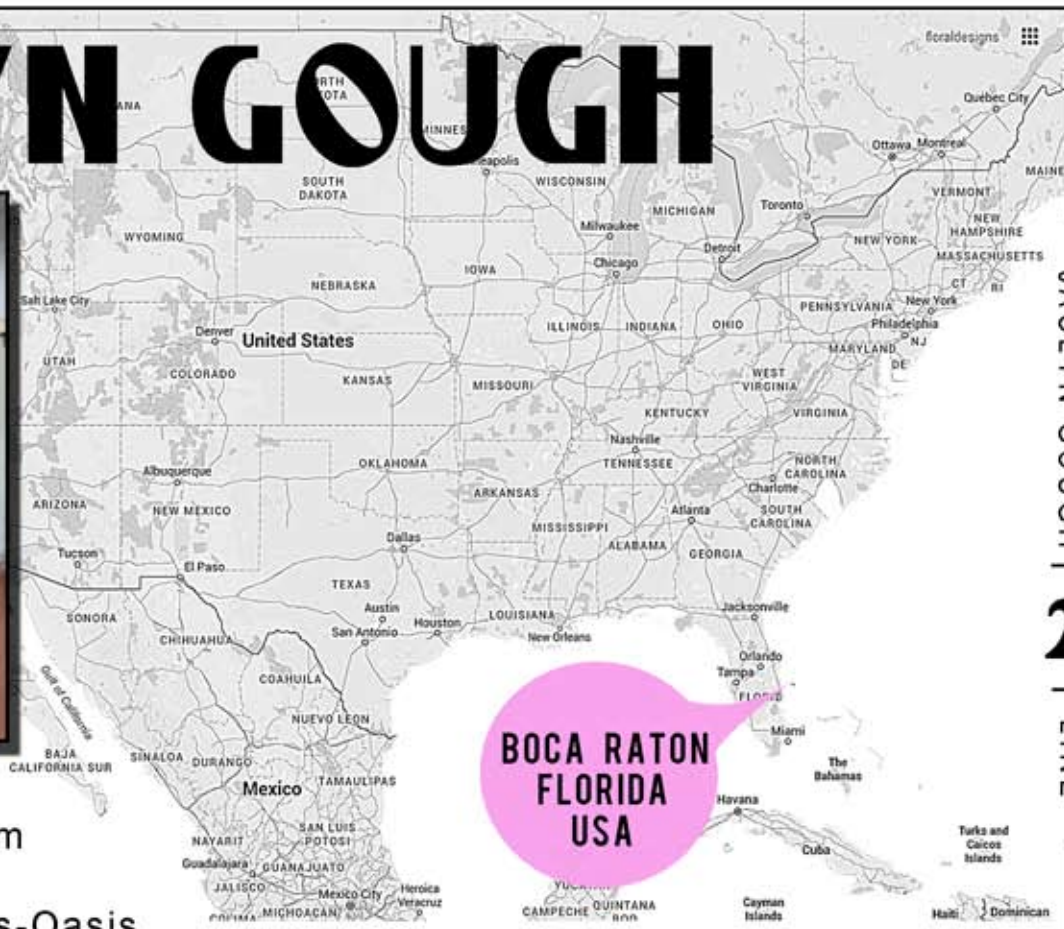 YN GOUGH
floraldesigns
Québec City
Ottawa
Montreal
MAINE
VERMONT
Toronto
NEW
HAMPSHIRE
NEW YORK
MASSACHUSETTS
CT
RI
WISCONSIN
MICHIGAN
SOUTH
DAKOTA
Milwaukee
Detroit
WYOMING
Chicago
IOWA
NEBRASKA
Salt Lake City
PENNSYLVANIA
New York
ILLINOIS
INDIANA
OHIO
Philadelphia
NJ
Denver
United States
MARYLAND
DE
UTAH
COLORADO
KANSAS
MISSOURI
WEST
VIRGINIA
KENTUCKY
VIRGINIA
Nashville
TENNESSEE
OKLAHOMA
NORTH
CAROLINA
Albuquerque
Charlotte
ARKANSAS
ARIZONA
NEW MEXICO
Atlanta
SOUTH
CAROLINA
MISSISSIPPI
Dallas
ALABAMA
GEORGIA
Tucson
El Paso
TEXAS
Austin
Houston
LOUISIANA
Jacksonville
SONORA
San Antonio
New Orleans
CHIHUAHUA
Orlando
Tampa
COAHUILA
Gulf of California
NUEVO LEON
Miami
BOCA RATON
FLORIDA
USA
BAJA
CALIFORNIA SUR
SINALOA
DURANGO
The
Bahamas
Mexico
TAMAULIPAS
Havana
SAN LUIS
POTOSI
NAYARIT
Cuba
Turks and
Caicos
Islands
Guadalajara
GUANAJUATO
JALISCO
Mexico City
Heroica
Veracruz
MICHOACÁN
CAMPECHE
QUINTANA
Cayman
Islands
Haiti
Dominican
m
s-Oasis